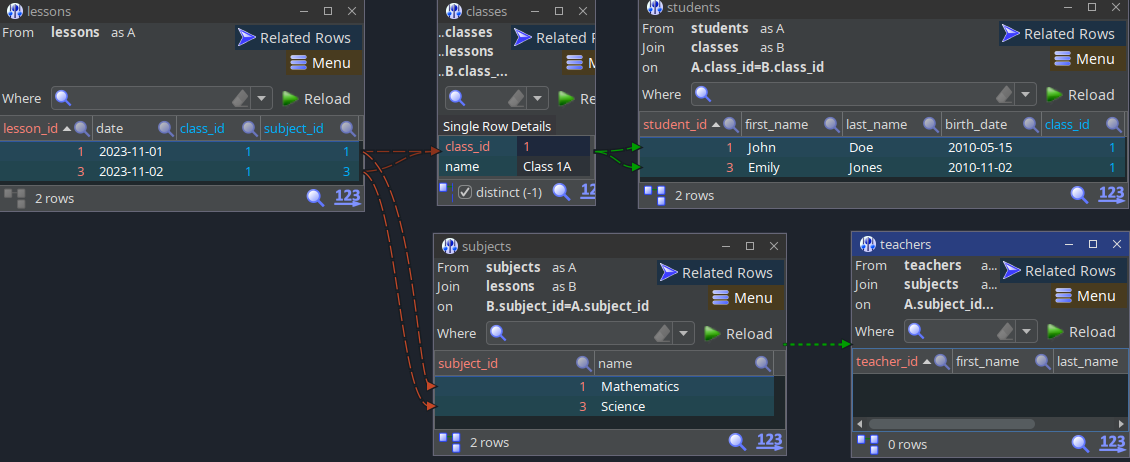 lessons
From lessons as A
Related Rows
Menu
Where Reload
lesson_id date class_id subject_id
1 2023-11-01 1 1
3 2023-11-02 1 3
2 rows 123
classes
..classes
Related R
..lessons
..B.class_...
M
Re
Single Row Details
class_id 1
name Class 1A
distinct (-1) 123
students
From students as A
Related Rows
Join classes as B
Menu
on A.class_id=B.class_id
Where Reload
student_id first_name last_name birth_date class_id
1 John Doe 2010-05-15 1
3 Emily Jones 2010-11-02 1
2 rows 123
subjects
From subjects as A
Related Rows
Join lessons as B
Menu
on B.subject_id=A.subject_id
Where Reload
subject_id name
1 Mathematics
3 Science
2 rows 123
teachers
From teachers a...
Related Rows
Join subjects a...
Menu
on A.subject_id...
Where Reload
teacher_id first_name last_name
0 rows 123